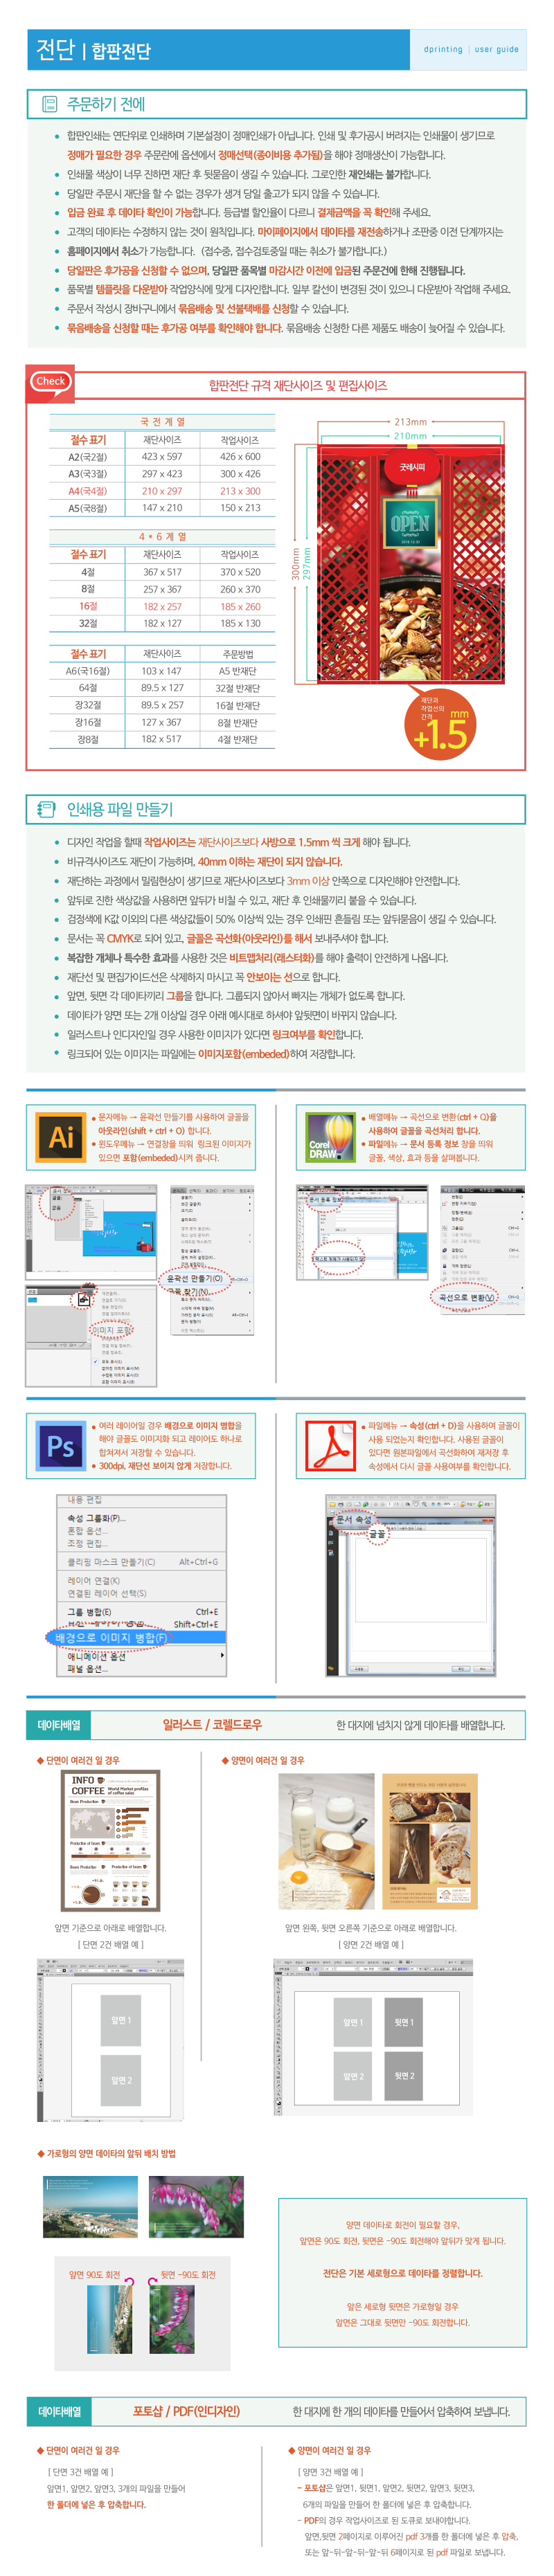 전단 | 합판전단
dprinting | user guide
주문하기 전에
합판인쇄는 연단위로 인쇄하며 기본설정이 정매인쇄가 아닙니다. 인쇄 및 후가공시 버려지는 인쇄물이 생기므로
정매가 필요한 경우 주문란에 옵션에서 정매선택(종이비용 추가됨)을 해야 정매생산이 가능합니다.
인쇄물 색상이 너무 진하면 재단 후 뒷묻음이 생길 수 있습니다. 그로인한 재인쇄는 불가합니다.
당일판 주문시 재단을 할 수 없는 경우가 생겨 당일 출고가 되지 않을 수 있습니다.
입금 완료 후 데이타 확인이 가능합니다. 등급별 할인율이 다르니 결제금액을 꼭 확인해 주세요.
고객의 데이타는 수정하지 않는 것이 원칙입니다. 마이페이지에서 데이타를 재전송하거나 조판중 이전 단계까지는
홈페이지에서 취소가 가능합니다. (접수중, 접수검토중일 때는 취소가 불가합니다.)
당일판은 후가공을 신청할 수 없으며, 당일판 품목별 마감시간 이전에 입금된 주문건에 한해 진행됩니다.
품목별 템플릿을 다운받아 작업양식에 맞게 디자인합니다. 일부 칼선이 변경된 것이 있으니 다운받아 작업해 주세요.
주문서 작성시 장바구니에서 묶음배송 및 선불택배를 신청할 수 있습니다.
묶음배송을 신청할 때는 후가공 여부를 확인해야 합니다. 묶음배송 신청한 다른 제품도 배송이 늦어질 수 있습니다.
Check
합판전단 규격 재단사이즈 및 편집사이즈
국 전 계 열
절수 표기 재단사이즈 작업사이즈
A2(국2절) 423 x 597 426 x 600
A3(국3절) 297 x 423 300 x 426
A4(국4절) 210 x 297 213 x 300
A5(국8절) 147 x 210 150 x 213
4 * 6 계 열
절수 표기 재단사이즈 작업사이즈
4절 367 x 517 370 x 520
8절 257 x 367 260 x 370
16절 182 x 257 185 x 260
32절 182 x 127 185 x 130
절수 표기 재단사이즈 주문방법
A6(국16절) 103 x 147 A5 반재단
64절 89.5 x 127 32절 반재단
장32절 89.5 x 257 16절 반재단
장16절 127 x 367 8절 반재단
장8절 182 x 517 4절 반재단
213mm
210mm
300mm
297mm
굿레시피
OPEN
재단과
작업선의
간격
+1.5 mm
인쇄용 파일 만들기
디자인 작업을 할때 작업사이즈는 재단사이즈보다 사방으로 1.5mm 씩 크게 해야 됩니다.
비규격사이즈도 재단이 가능하며, 40mm 이하는 재단이 되지 않습니다.
재단하는 과정에서 밀림현상이 생기므로 재단사이즈보다 3mm 이상 안쪽으로 디자인해야 안전합니다.
앞뒤로 진한 색상값을 사용하면 앞뒤가 비칠 수 있고, 재단 후 인쇄물끼리 붙을 수 있습니다.
검정색에 K값 이외의 다른 색상값들이 50% 이상씩 있는 경우 인쇄핀 흔들림 또는 앞뒤묻음이 생길 수 있습니다.
문서는 꼭 CMYK로 되어 있고, 글꼴은 곡선화(아웃라인)를 해서 보내주셔야 합니다.
복잡한 개체나 특수한 효과를 사용한 것은 비트맵처리(래스터화)를 해야 출력이 안전하게 나옵니다.
재단선 및 편집가이드선은 삭제하지 마시고 꼭 안보이는 선으로 합니다.
앞면, 뒷면 각 데이타끼리 그룹을 합니다. 그룹되지 않아서 빠지는 개체가 없도록 합니다.
데이타가 양면 또는 2개 이상일 경우 아래 예시대로 하셔야 앞뒷면이 바뀌지 않습니다.
일러스트나 인디자인일 경우 사용한 이미지가 있다면 링크여부를 확인합니다.
링크되어 있는 이미지는 파일에는 이미지포함(embeded)하여 저장합니다.
Ai
문자메뉴 → 윤곽선 만들기를 사용하여 글꼴을
아웃라인(shift + ctrl + O) 합니다.
윈도우메뉴 → 연결창을 띄워 링크된 이미지가
있으면 포함(embeded)시켜 줍니다.
Corel
DRAW
배열메뉴 → 곡선으로 변환(ctrl + Q)을
사용하여 글꼴을 곡선처리 합니다.
파일메뉴 → 문서 등록 정보 창을 띄워
글꼴, 색상, 효과 등을 살펴봅니다.
윤곽선 만들기(O)
이미지 포함
문서 등록 정보
곡선으로 변환(V)
Ps
여러 레이어일 경우 배경으로 이미지 병합을
해야 글꼴도 이미지화 되고 레이어도 하나로
합쳐져서 저장할 수 있습니다.
300dpi, 재단선 보이지 않게 저장합니다.
파일메뉴 → 속성(ctrl + D)을 사용하여 글꼴이
사용 되었는지 확인합니다. 사용된 글꼴이
있다면 원본파일에서 곡선화하여 재저장 후
속성에서 다시 글꼴 사용여부를 확인합니다.
내용 편집
속성 그룹화(P)...
혼합 옵션...
조정 편집...
클리핑 마스크 만들기(C) Alt+Ctrl+G
레이어 연결(K)
연결된 레이어 선택(S)
그룹 병합(E) Ctrl+E
Shift+Ctrl+E
배경으로 이미지 병합(F)
애니메이션 옵션
패널 옵션...
문서 속성
글꼴
데이타배열
일러스트 / 코렐드로우
한 대지에 넘치지 않게 데이타를 배열합니다.
◆ 단면이 여러건 일 경우
◆ 양면이 여러건 일 경우
INFO
COFFEE
World Market profiles
of coffee sales
앞면 기준으로 아래로 배열합니다.
[ 단면 2건 배열 예 ]
앞면 왼쪽, 뒷면 오른쪽 기준으로 아래로 배열합니다.
[ 양면 2건 배열 예 ]
앞면 1
앞면 2
앞면 1 뒷면 1
앞면 2 뒷면 2
◆ 가로형의 양면 데이타의 앞뒤 배치 방법
앞면 90도 회전
뒷면 -90도 회전
양면 데이타로 회전이 필요할 경우,
앞면은 90도 회전, 뒷면은 -90도 회전해야 앞뒤가 맞게 됩니다.
전단은 기본 세로형으로 데이타를 정렬합니다.
앞은 세로형 뒷면은 가로형일 경우
앞면은 그대로 뒷면만 -90도 회전합니다.
데이타배열
포토샵 / PDF(인디자인)
한 대지에 한 개의 데이타를 만들어서 압축하여 보냅니다.
◆ 단면이 여러건 일 경우
[ 단면 3건 배열 예 ]
앞면1, 앞면2, 앞면3, 3개의 파일을 만들어
한 폴더에 넣은 후 압축합니다.
◆ 양면이 여러건 일 경우
[ 양면 3건 배열 예 ]
- 포토샵은 앞면1, 뒷면1, 앞면2, 뒷면2, 앞면3, 뒷면3,
6개의 파일을 만들어 한 폴더에 넣은 후 압축합니다.
- PDF의 경우 작업사이즈로 된 도큐로 보내야합니다.
앞면,뒷면 2페이지로 이루어진 pdf 3개를 한 폴더에 넣은 후 압축,
또는 앞-뒤-앞-뒤-앞-뒤 6페이지로 된 pdf 파일로 보냅니다.